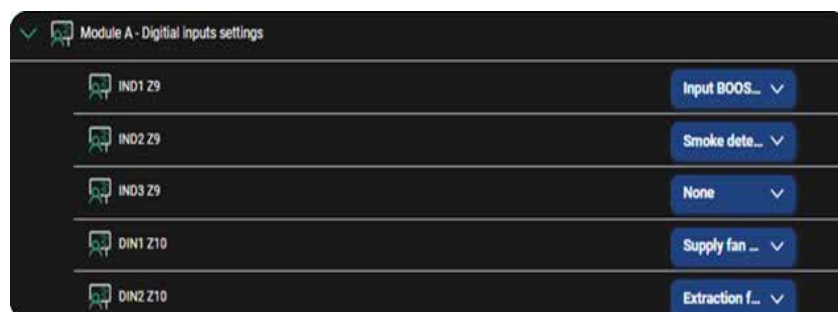 Module A - Digitial inputs settings
IND1 Z9
Input BOOS...
IND2 Z9
Smoke dete...
IND3 Z9
None
DIN1 Z10
Supply fan ...
DIN2 Z10
Extraction f...